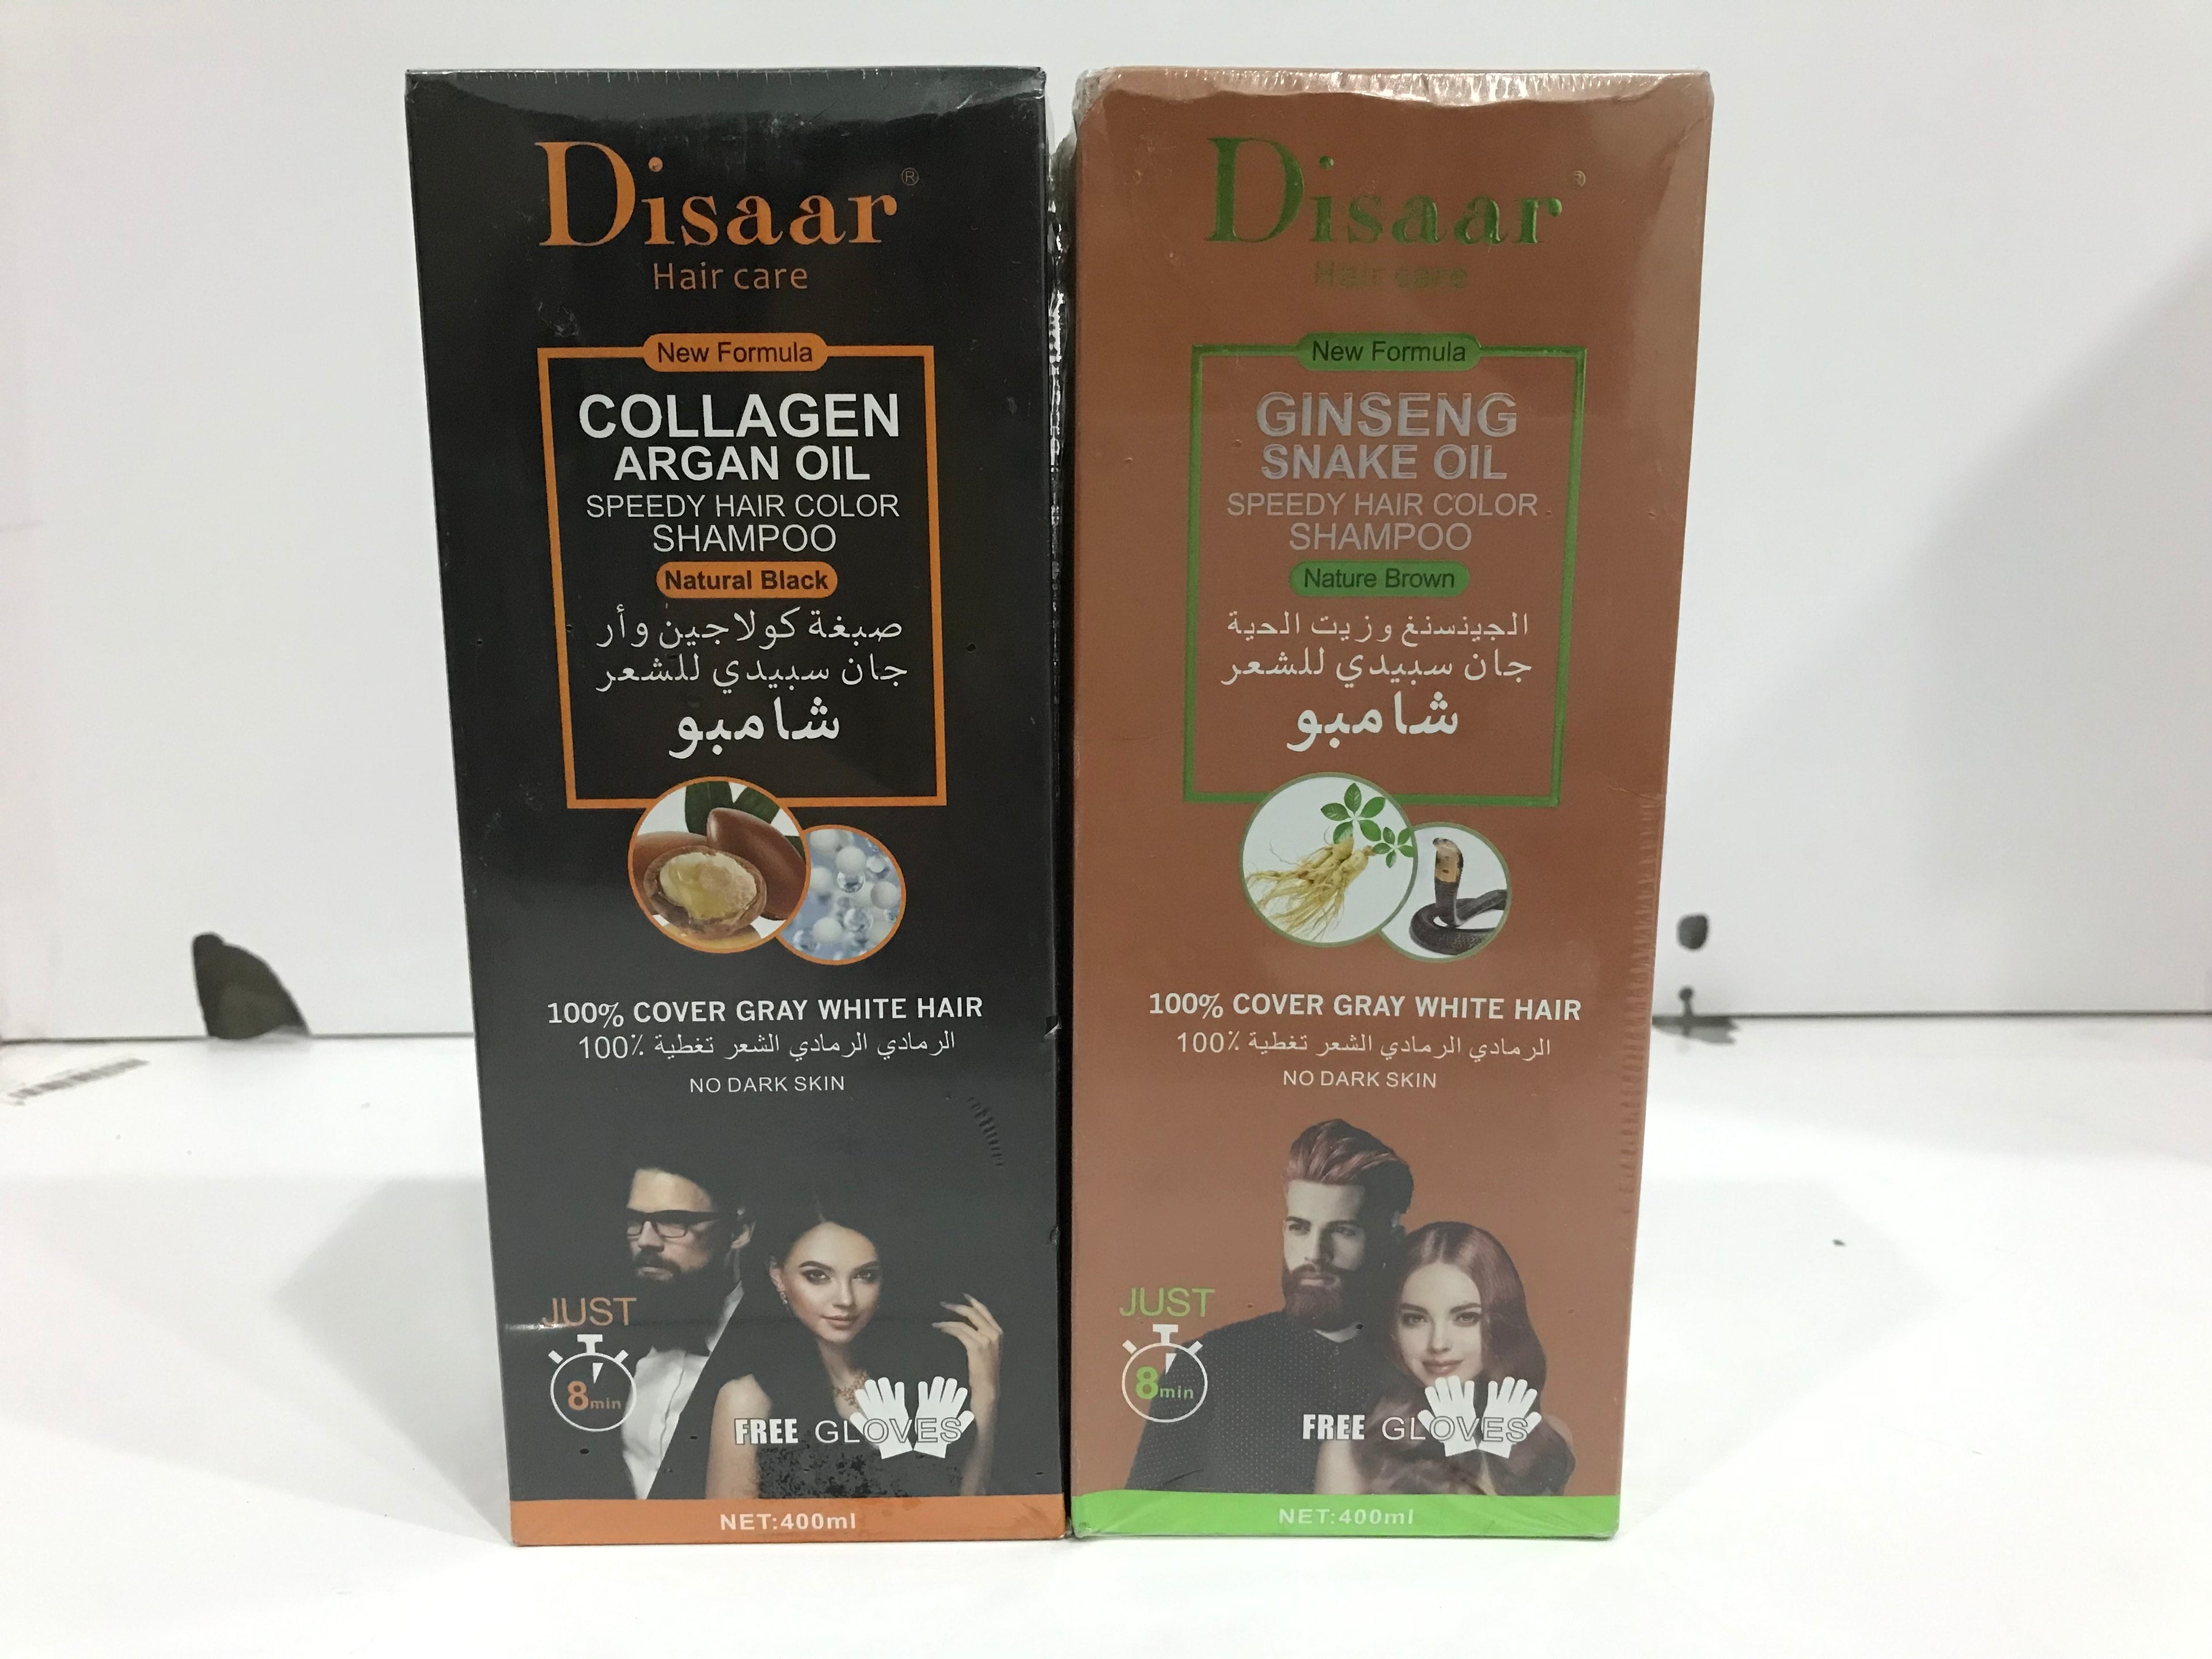 Disaar®
Hair care
New Formula
COLLAGEN
ARGAN OIL
SPEEDY HAIR COLOR
SHAMPOO
Natural Black
صبغة كولاجين وأر
جان سبيدي للشعر
شامبو
100% COVER GRAY WHITE HAIR
الرمادي الرمادي الشعر تغطية 100٪
NO DARK SKIN
JUST
8min
FREE GLOVES
NET:400ml
Disaar®
Hair care
New Formula
GINSENG
SNAKE OIL
SPEEDY HAIR COLOR
SHAMPOO
Nature Brown
الجينسنغ وزيت الحية
جان سبيدي للشعر
شامبو
100% COVER GRAY WHITE HAIR
الرمادي الرمادي الشعر تغطية 100٪
NO DARK SKIN
JUST
8min
FREE GLOVES
NET:400ml